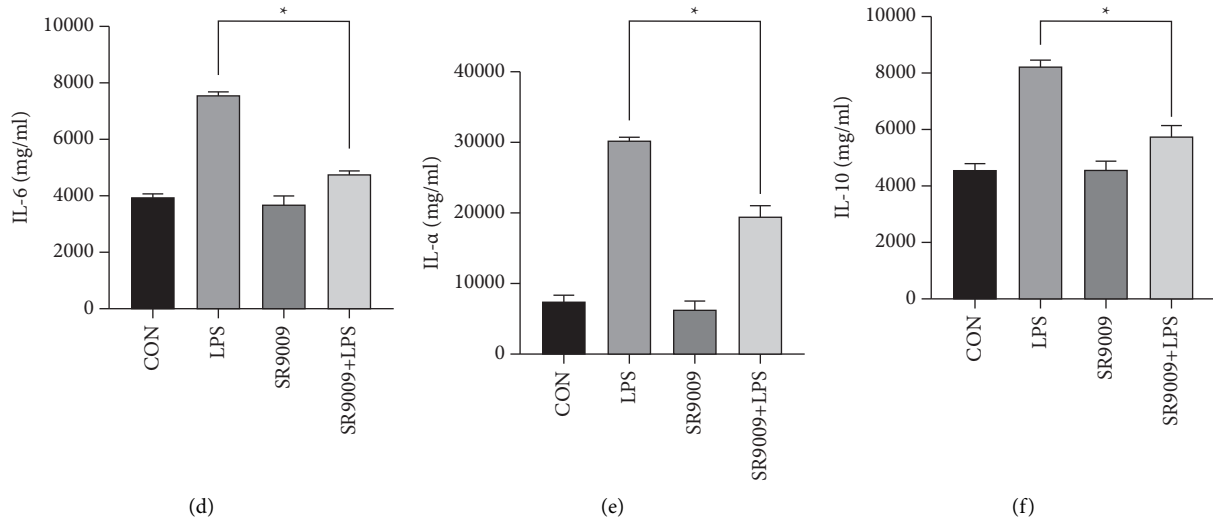 *
10000
8000
6000
4000
2000
0
IL-6 (mg/ml)
CON
LPS
SR9009
SR9009+LPS
(d)
*
40000
30000
20000
10000
0
IL-α (mg/ml)
CON
LPS
SR9009
SR9009+LPS
(e)
*
10000
8000
6000
4000
2000
0
IL-10 (mg/ml)
CON
LPS
SR9009
SR9009+LPS
(f)